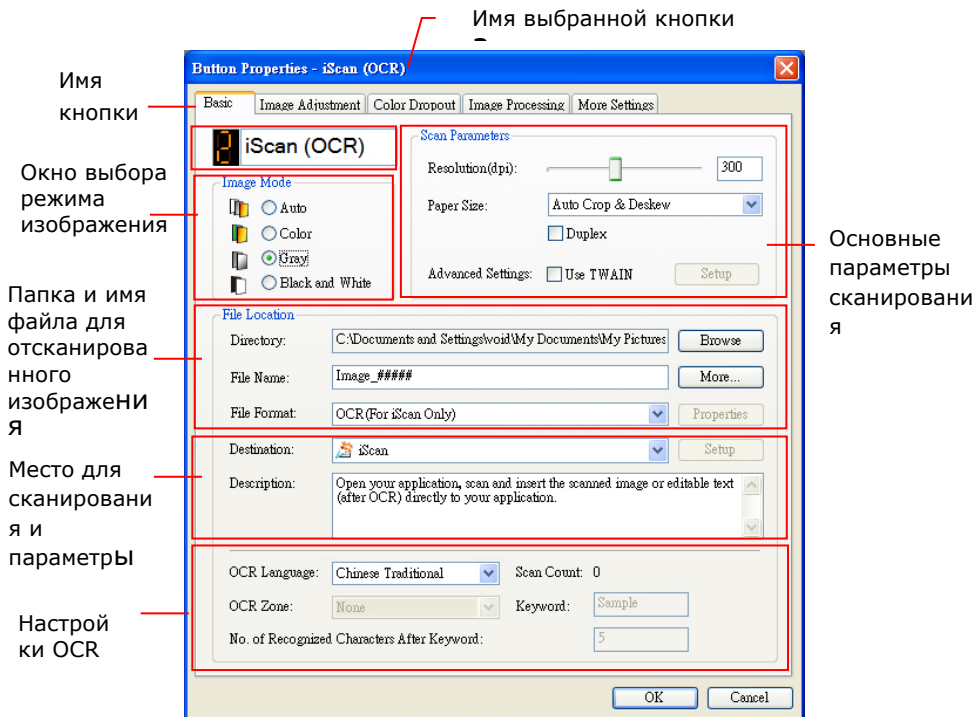 Имя выбранной кнопки
Button Properties - iScan (OCR)
Имя
кнопки
Basic
Image Adjustment
Color Dropout
Image Processing
More Settings
2
iScan (OCR)
Scan Parameters
Resolution(dpi):
300
Paper Size:
Auto Crop & Deskew
Duplex
Advanced Settings:
Use TWAIN
Setup
Окно выбора
режима
изображения
Image Mode
Auto
Color
Gray
Black and White
Основные
параметры
сканировани
я
Папка и имя
файла для
отсканирова
нного
изображени
я
File Location
Directory:
C:\Documents and Settings\void\My Documents\My Pictures
Browse
File Name:
Image_#####
More...
File Format:
OCR(For iScan Only)
Properties
Место для
сканировани
я и
параметры
Destination:
iScan
Setup
Description:
Open your application, scan and insert the scanned image or editable text
(after OCR) directly to your application.
Настрой
ки OCR
OCR Language:
Chinese Traditional
Scan Count: 0
OCR Zone:
None
Keyword:
Sample
No. of Recognized Characters After Keyword:
5
OK
Cancel